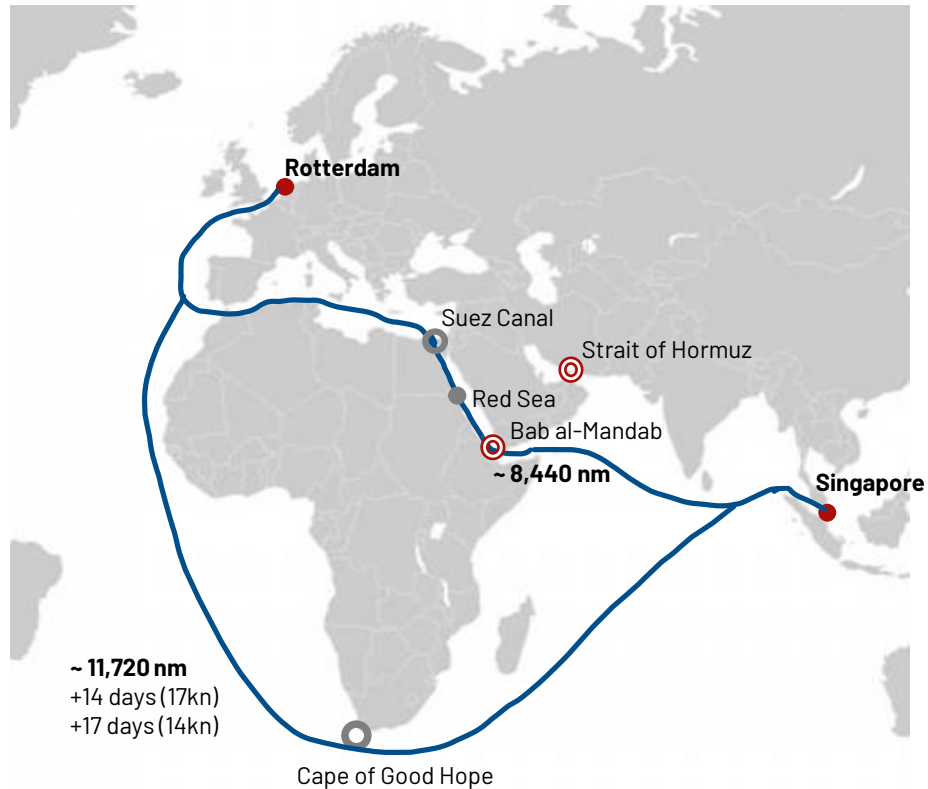 Rotterdam
Suez Canal
Strait of Hormuz
Red Sea
Bab al-Mandab
~ 8,440 nm
Singapore
~ 11,720 nm
+14 days (17kn)
+17 days (14kn)
Cape of Good Hope